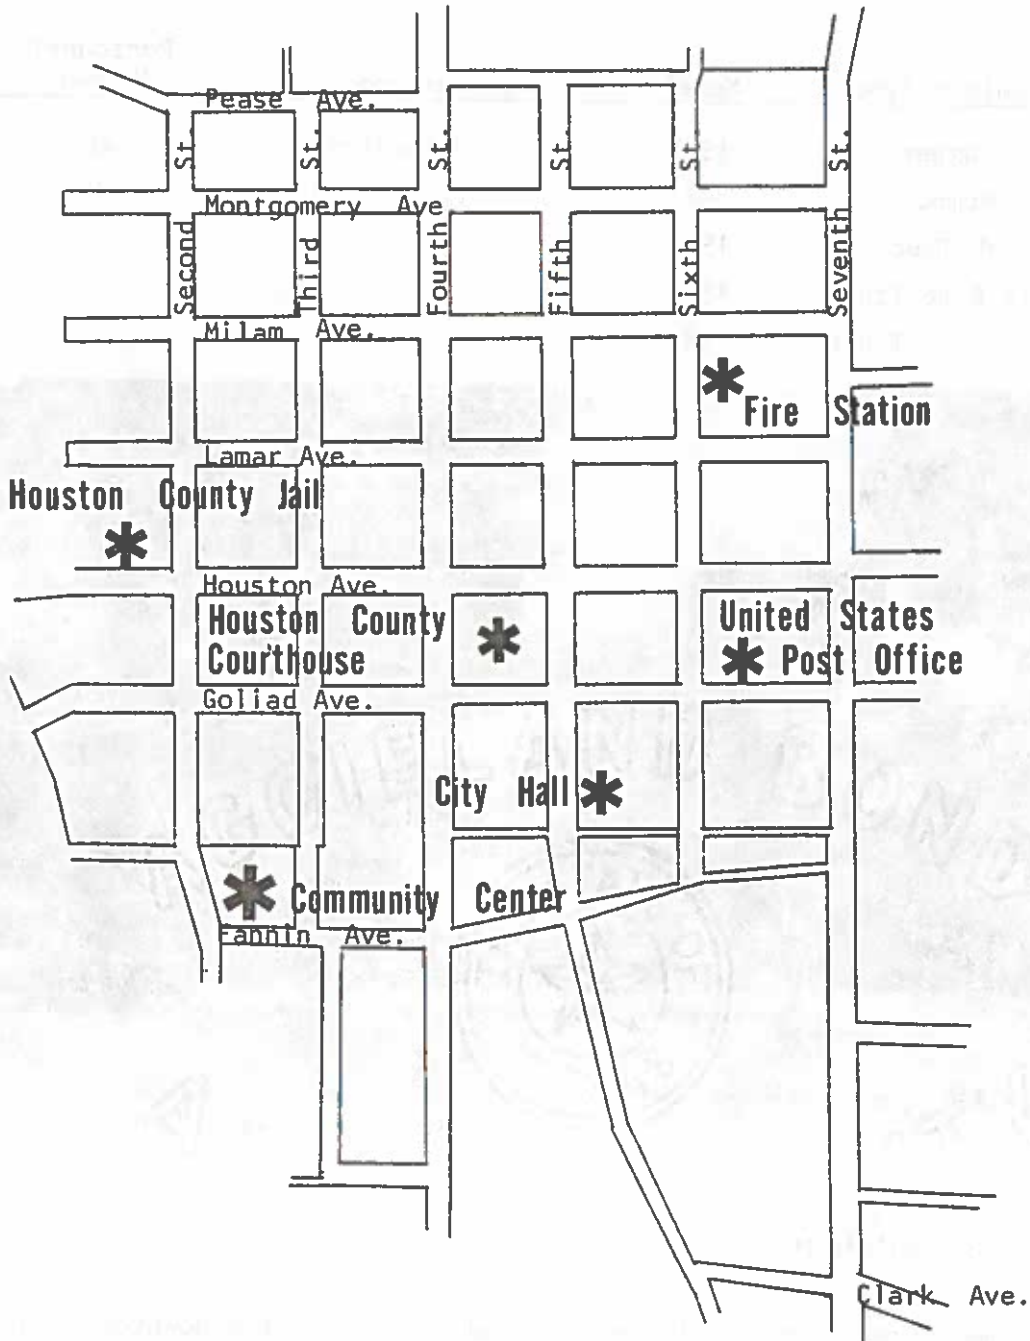 Pease Ave.
St.
St.
St.
St.
St.
St.
Montgomery Ave
Second
Third
Fourth
Fifth
Sixth
Seventh
Milam Ave.
Fire Station
Lamar Ave.
Houston County Jail
Houston Ave.
Houston County
Courthouse
United States
Post Office
Goliad Ave.
City Hall
Community Center
Fannin Ave.
Clark Ave.